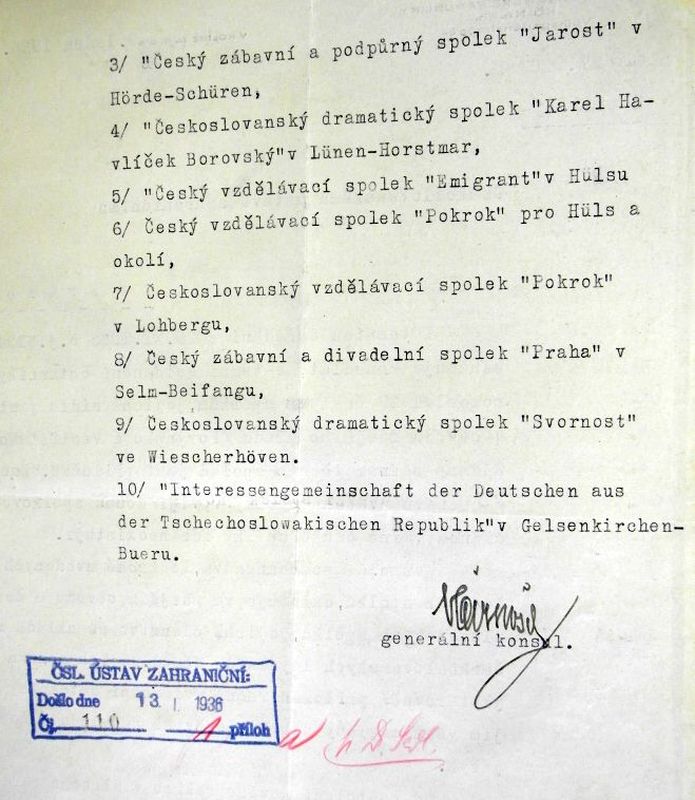 3/ "Český zábavní a podpůrný spolek "Jarost" v
Hörde-Schüren,
4/ "Československý dramatický spolek "Karel Ha-
vlíček Borovský"v Lünen-Horstmar,
5/ "Český vzdělávací spolek "Emigrant"v Hülsu
6/ Český vzdělávací spolek "Pokrok" pro Hüls a
okolí,
7/ Českoslovanský vzdělávací spolek "Pokrok"
v Lohbergu,
8/ Český zábavní a divadelní spolek "Praha" v
Selm-Beifangu,
9/ Českoslovanský dramatický spolek "Svornost"
ve Wiescherhöven.
10/ "Interessengemeinschaft der Deutschen aus
der Tschechoslowakischen Republik"v Gelsenkirchen-
Bueru.
generální konsul.
ČSL. ÚSTAV ZAHRANIČNÍ:
Došlo dne 13 I 1936
Čj. 110 1 příloh